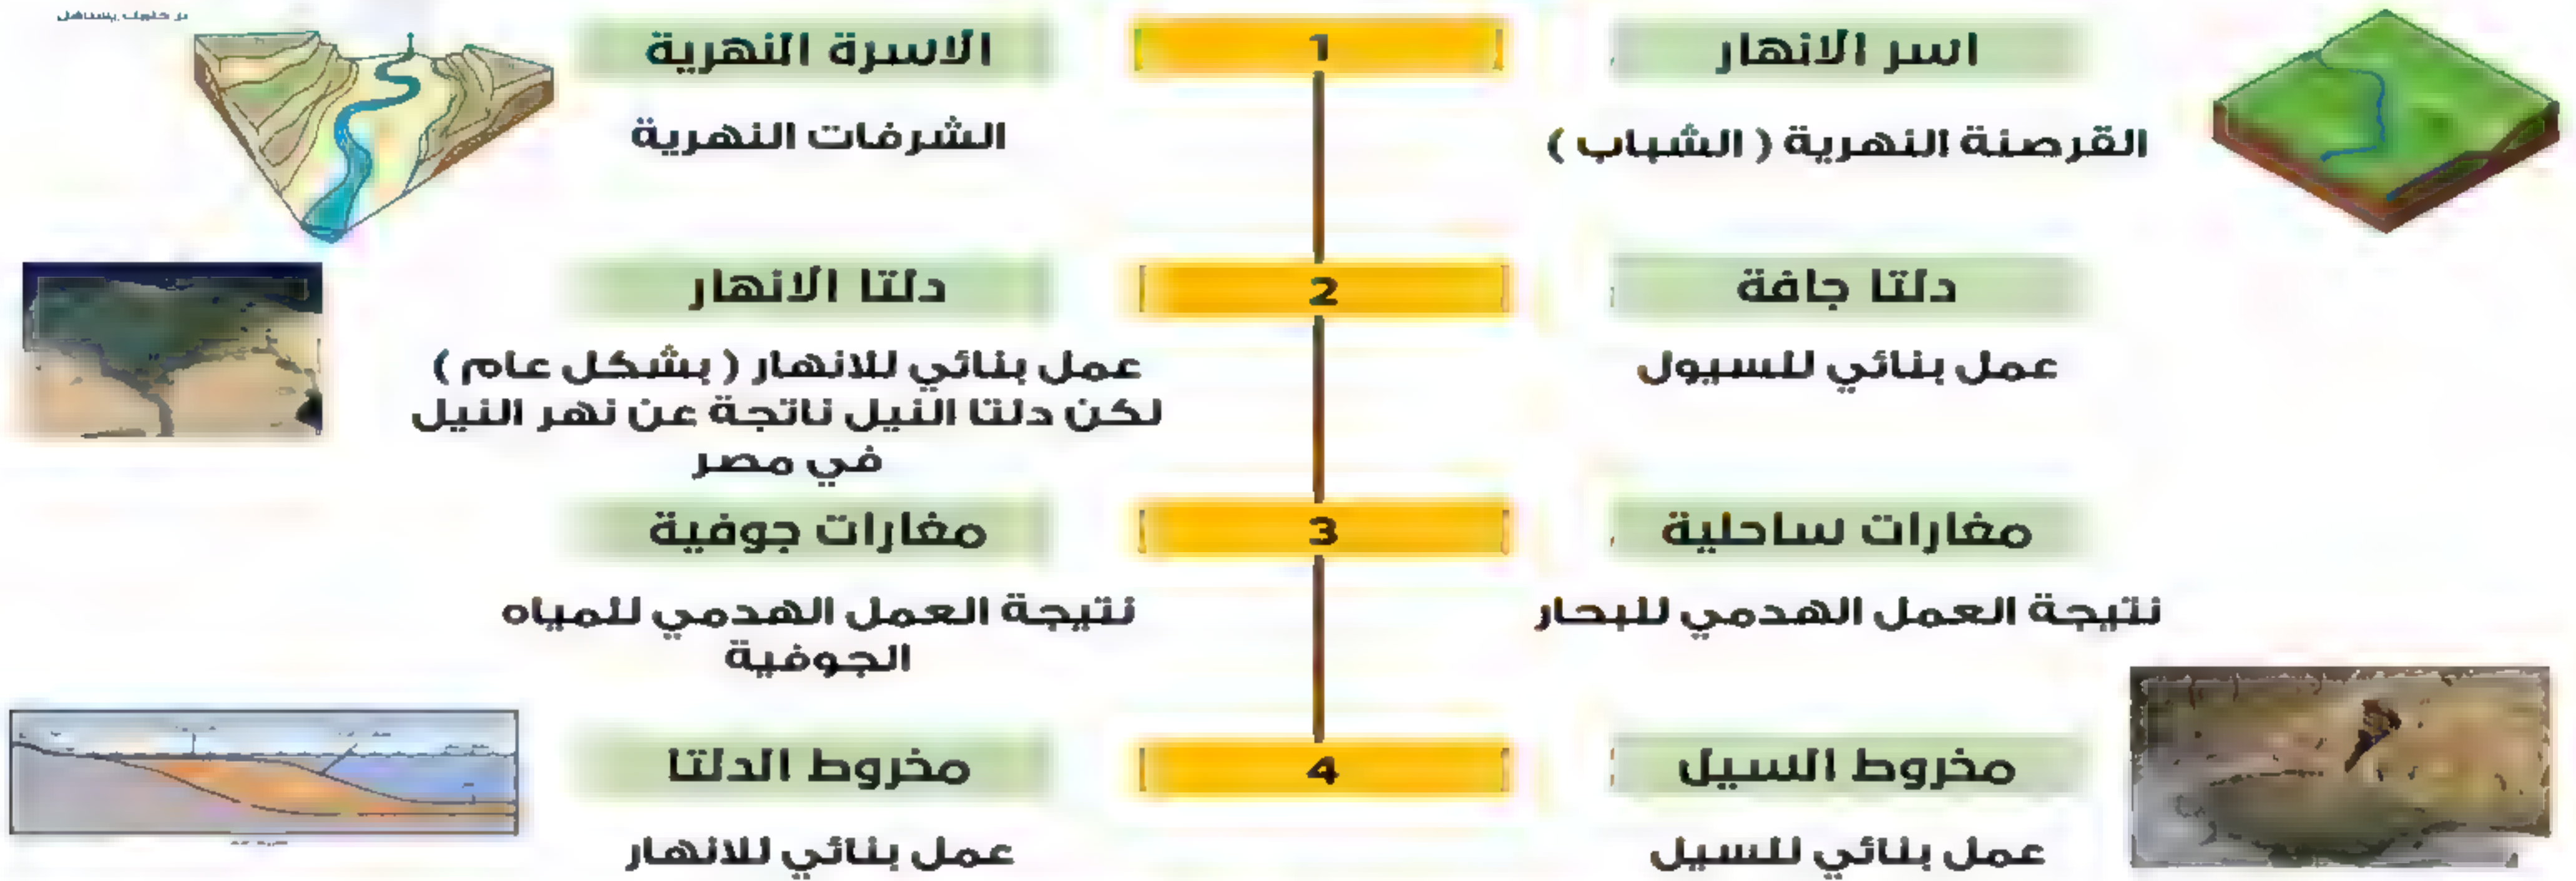 اسر الانهار
1
الاسرة النهرية
القرصنة النهرية ( الشباب )
الشرفات النهرية
دلتا جافة
2
دلتا الانهار
عمل بنائي للسيول
عمل بنائي للانهار ( بشكل عام )
لكن دلتا النيل ناتجة عن نهر النيل
في مصر
مغارات ساحلية
3
مغارات جوفية
نتيجة العمل الهدمي للبحار
نتيجة العمل الهدمي للمياه
الجوفية
مخروط السيل
4
مخروط الدلتا
عمل بنائي للسيل
عمل بنائي للانهار